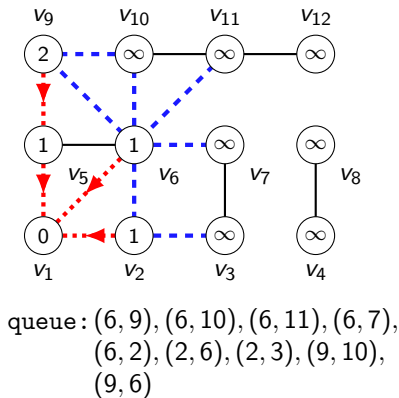 v9 v10 v11 v12
2 ∞ ∞ ∞
1 1 ∞ ∞
v5 v6 v7 v8
0 1 ∞ ∞
v1 v2 v3 v4
queue: (6, 9), (6, 10), (6, 11), (6, 7),
(6, 2), (2, 6), (2, 3), (9, 10),
(9, 6)